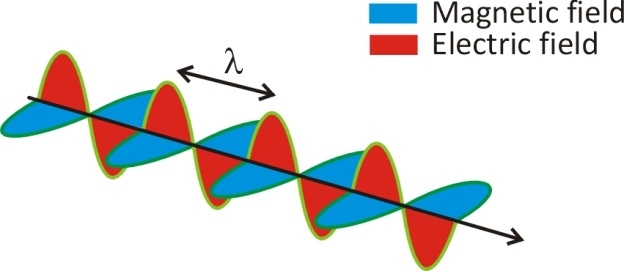 Magnetic field
Electric field
λ